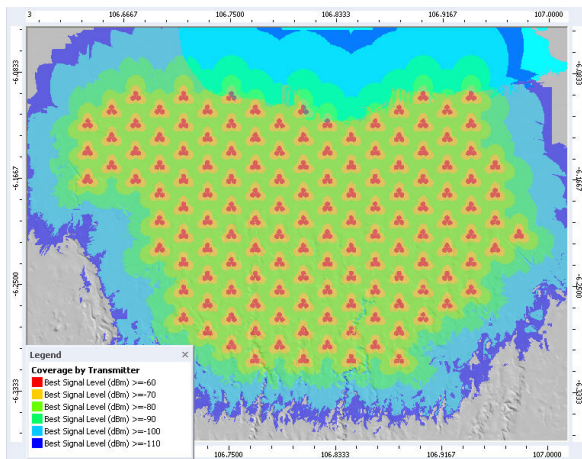 3 106.6667 106.7500 106.8333 106.9167 107.0000
-6.0833 -6.0833
-6.1667 -6.1667
-6.2500 -6.2500
-6.3333 -6.3333
Legend ×
Coverage by Transmitter
Best Signal Level (dBm) >=-60
Best Signal Level (dBm) >=-70
Best Signal Level (dBm) >=-80
Best Signal Level (dBm) >=-90
Best Signal Level (dBm) >=-100
Best Signal Level (dBm) >=-110
106.7500 106.8333 106.9167 107.0000